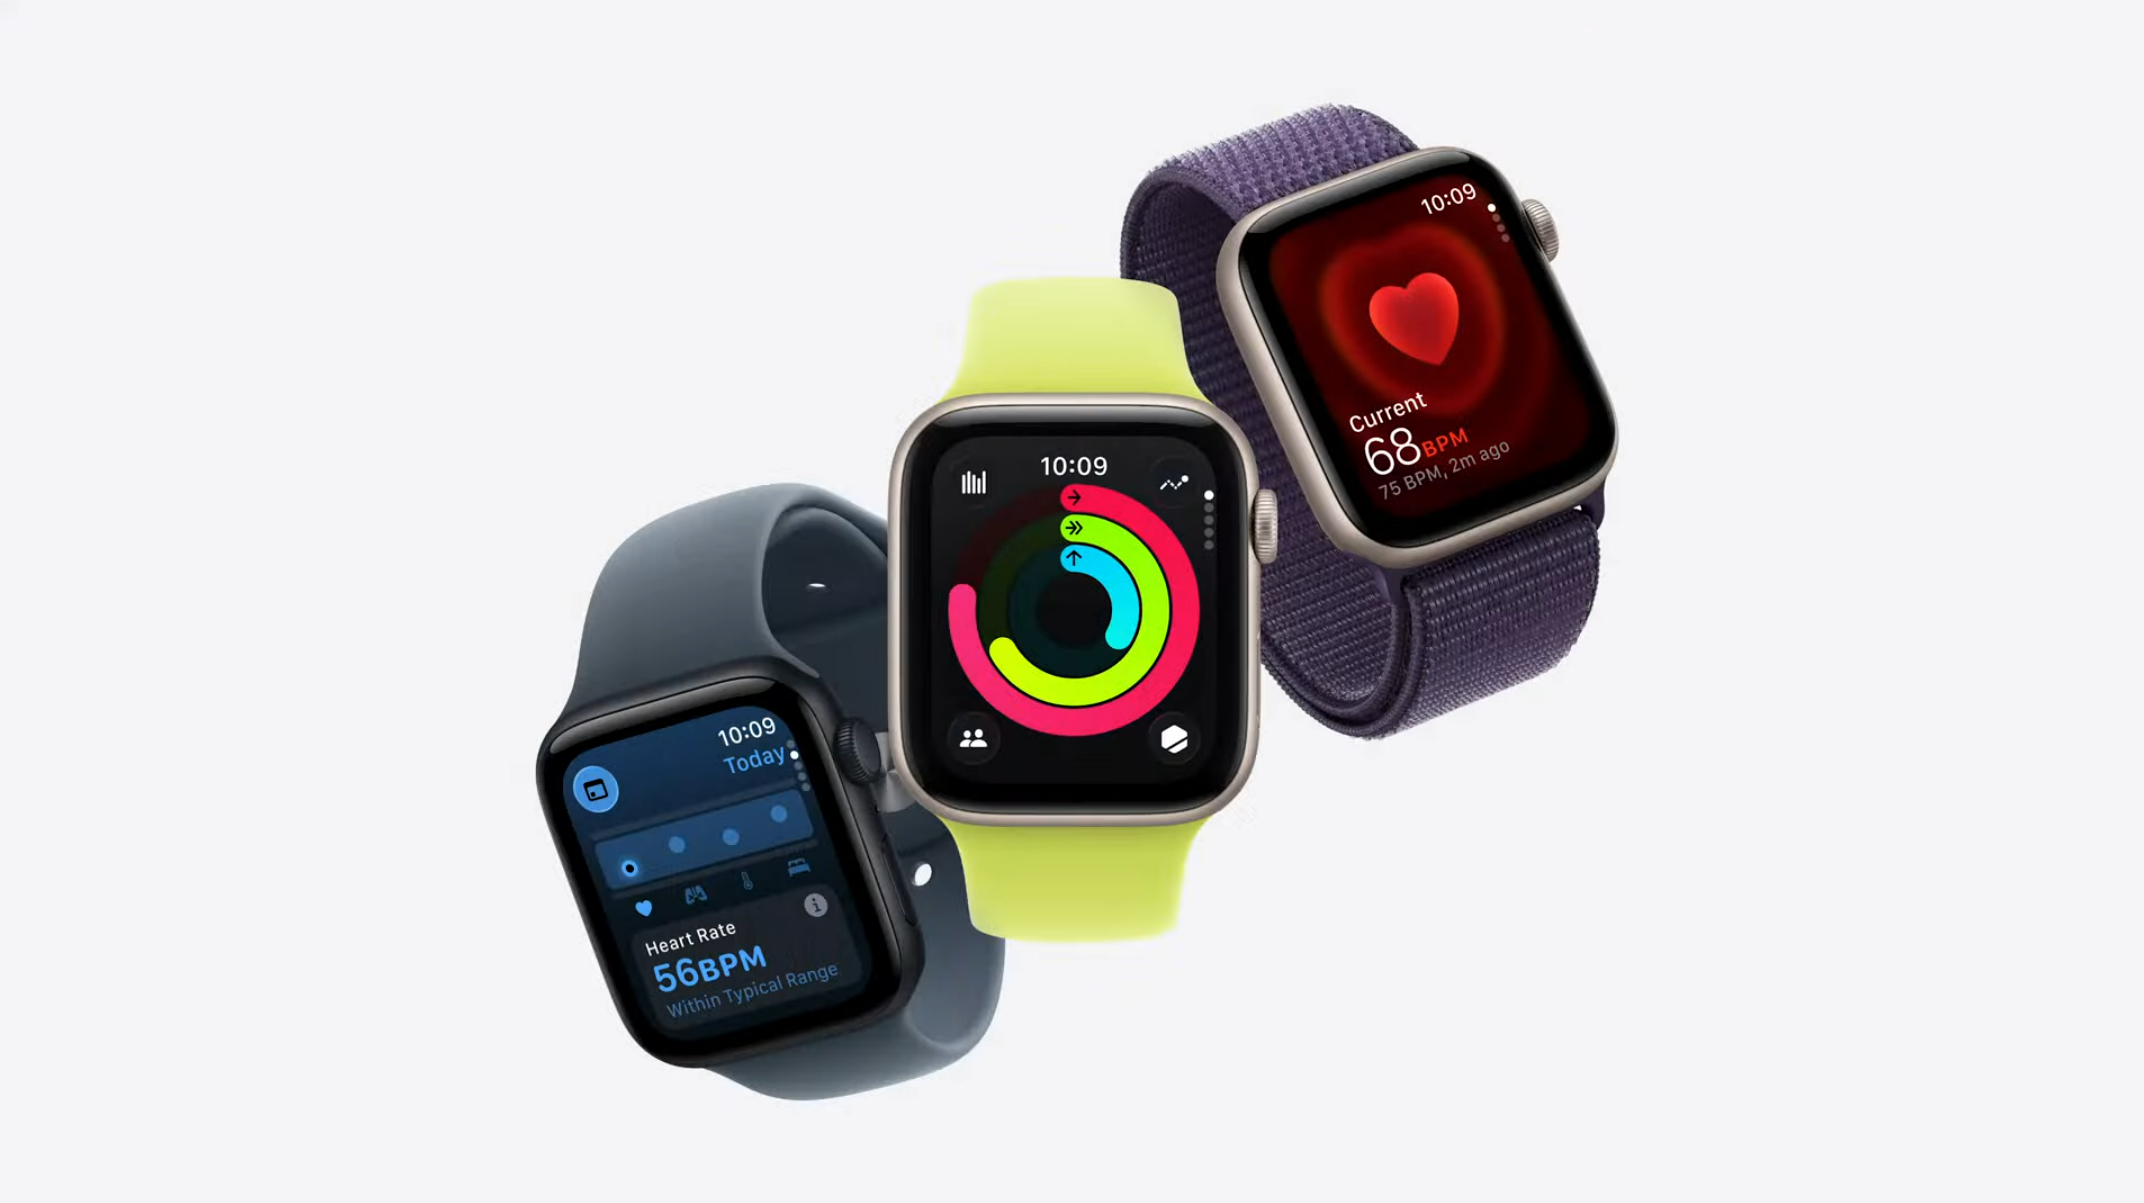 10:09
Today
Heart Rate
56BPM
Within Typical Range
10:09
10:09
Current
68BPM
75 BPM, 2m ago